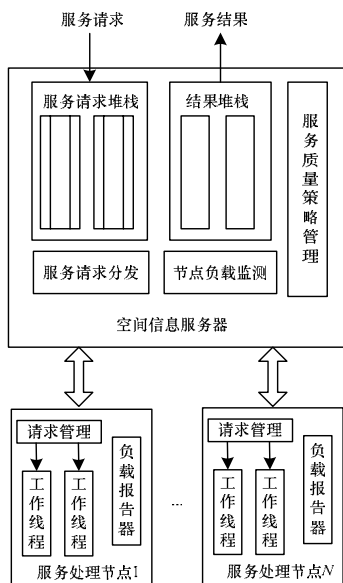 服务请求
服务结果
服务请求堆栈
结果堆栈
服务质量策略管理
服务请求分发
节点负载监测
空间信息服务器
请求管理
工作线程
工作线程
负载报告器
服务处理节点1
...
请求管理
工作线程
工作线程
负载报告器
服务处理节点N